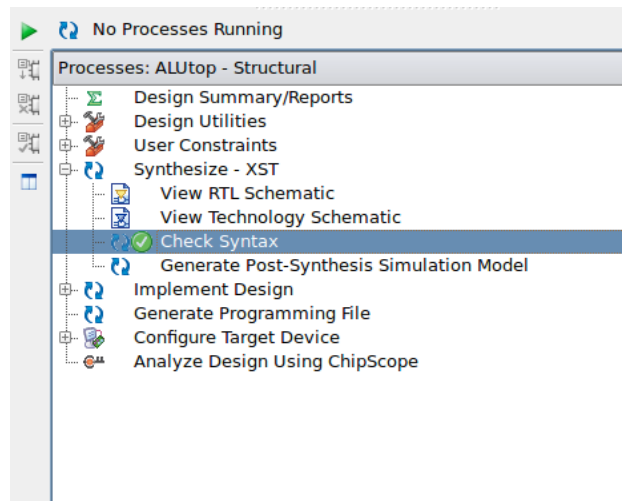 No Processes Running
Processes: ALUtop - Structural
Design Summary/Reports
Design Utilities
User Constraints
Synthesize - XST
View RTL Schematic
View Technology Schematic
Check Syntax
Generate Post-Synthesis Simulation Model
Implement Design
Generate Programming File
Configure Target Device
Analyze Design Using ChipScope